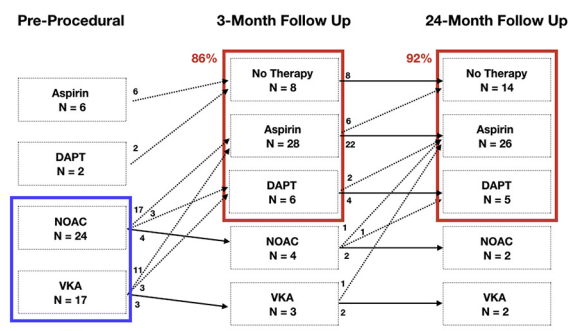 Pre-Procedural
3-Month Follow Up
24-Month Follow Up
86%
92%
Aspirin
N = 6
6
DAPT
N = 2
2
NOAC
N = 24
17
3
4
VKA
N = 17
11
3
3
No Therapy
N = 8
8
Aspirin
N = 28
6
22
DAPT
N = 6
2
4
NOAC
N = 4
1
1
2
VKA
N = 3
1
2
No Therapy
N = 14
Aspirin
N = 26
DAPT
N = 5
NOAC
N = 2
VKA
N = 2